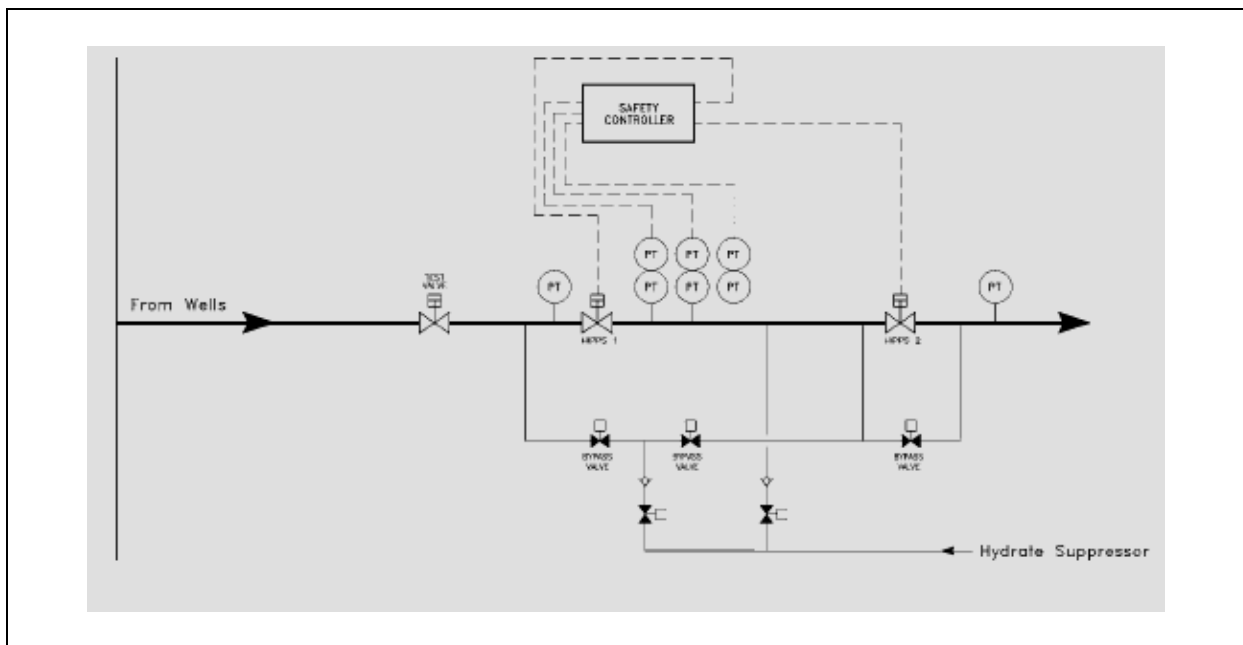 SAFETY
CONTROLLER
PT
PT
PT
TEST
VALVE
PT
PT
PT
PT
PT
From Wells
HIPPS 1
HIPPS 2
BYPASS
VALVE
BYPASS
VALVE
BYPASS
VALVE
Hydrate Suppressor